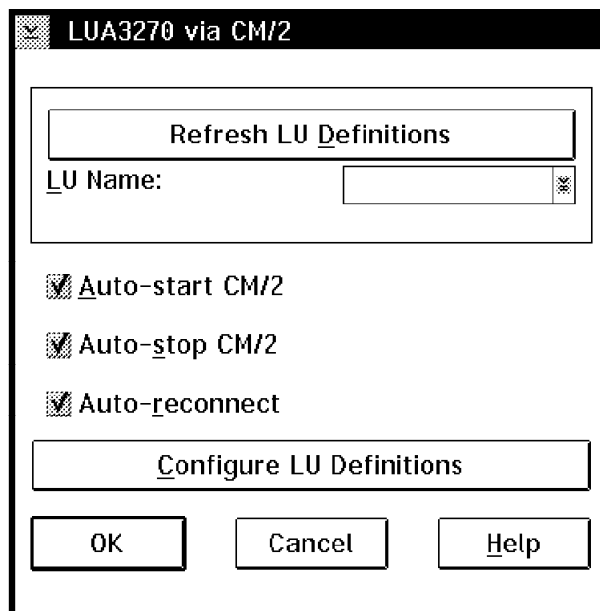 LUA3270 via CM/2
Refresh LU Definitions
LU Name:
Auto-start CM/2
Auto-stop CM/2
Auto-reconnect
Configure LU Definitions
OK Cancel Help